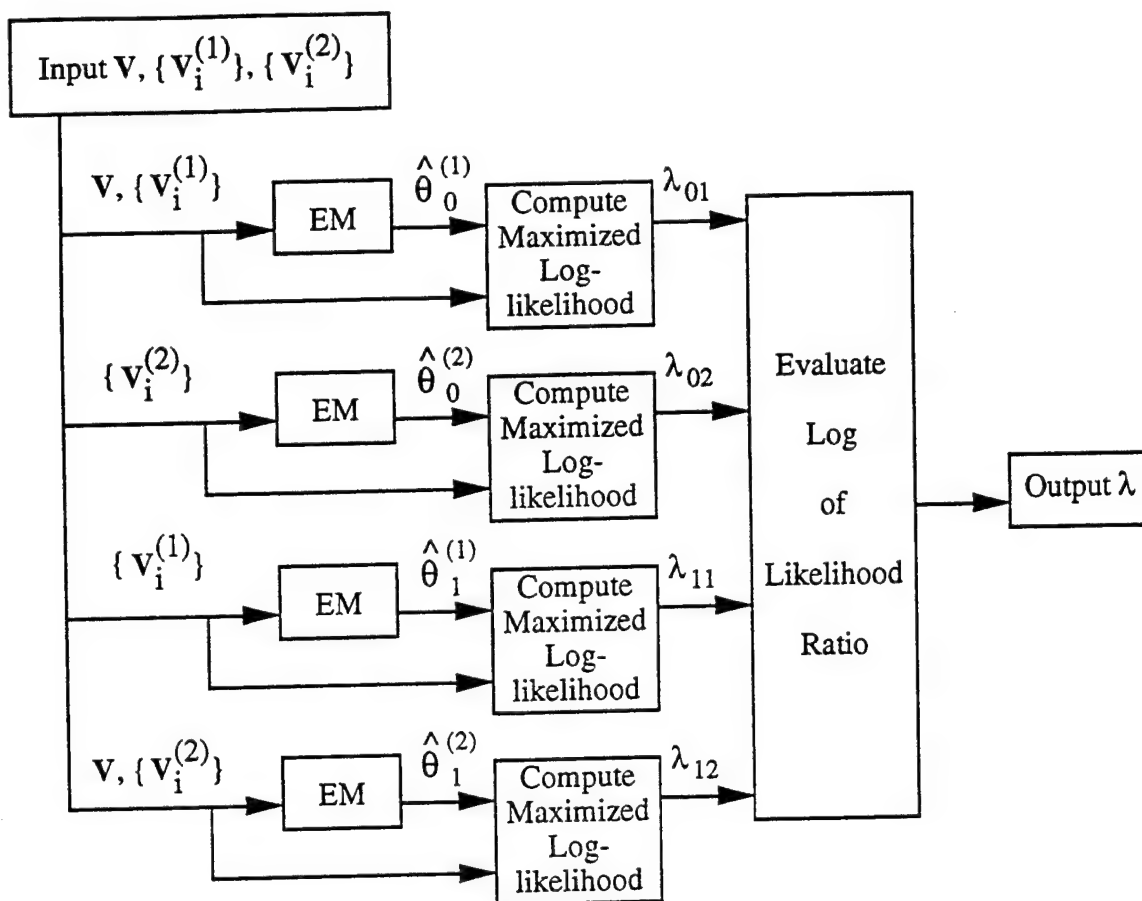 Input V, { V_i^(1) }, { V_i^(2) }
V, { V_i^(1) }
EM
θ̂_0^(1)
Compute
Maximized
Log-
likelihood
λ_01
{ V_i^(2) }
EM
θ̂_0^(2)
Compute
Maximized
Log-
likelihood
λ_02
{ V_i^(1) }
EM
θ̂_1^(1)
Compute
Maximized
Log-
likelihood
λ_11
V, { V_i^(2) }
EM
θ̂_1^(2)
Compute
Maximized
Log-
likelihood
λ_12
Evaluate
Log
of
Likelihood
Ratio
Output λ